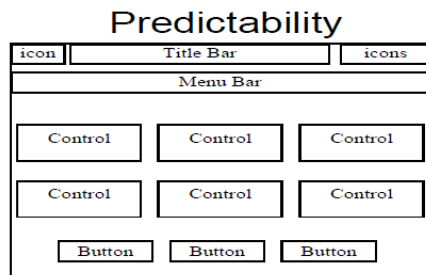 Predictability
icon Title Bar icons
Menu Bar
Control Control Control
Control Control Control
Button Button Button